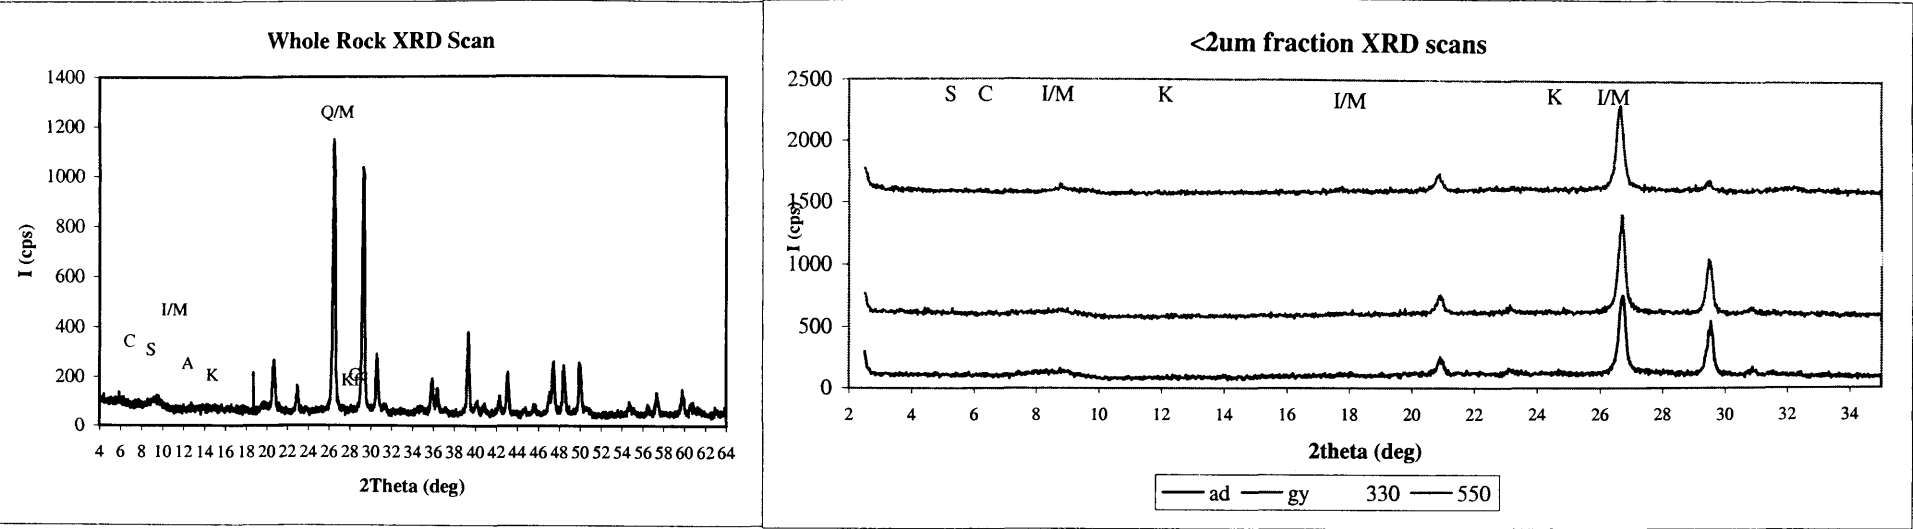 Whole Rock XRD Scan
1400
1200
1000
800
600
400
200
0
I (cps)
Q/M
I/M
C
S
A
K
4 6 8 10 12 14 16 18 20 22 24 26 28 30 32 34 36 38 40 42 44 46 48 50 52 54 56 58 60 62 64
2Theta (deg)
<2um fraction XRD scans
2500
2000
1500
1000
500
0
I (cps)
S C I/M K I/M K I/M
2 4 6 8 10 12 14 16 18 20 22 24 26 28 30 32 34
2theta (deg)
ad gy 330 550